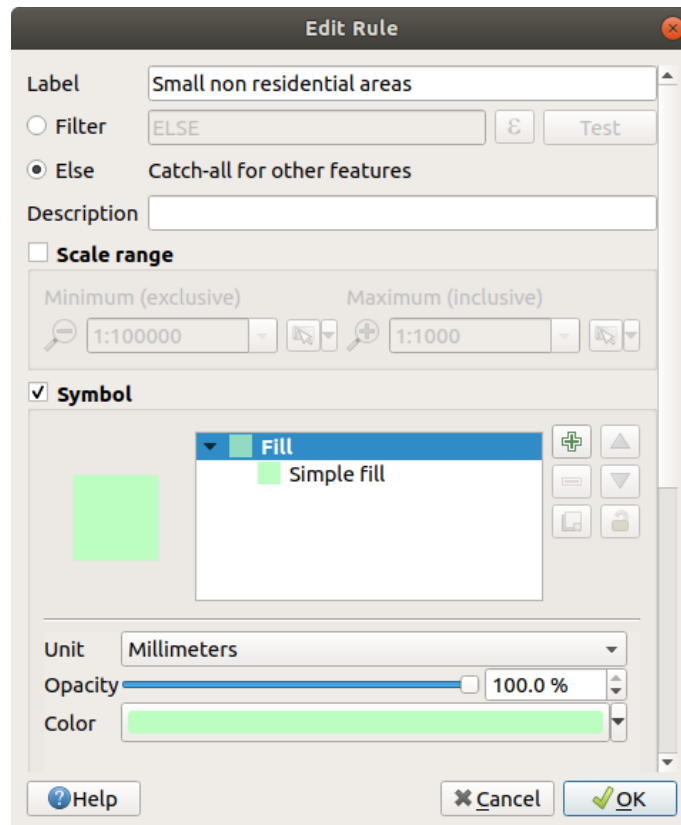 Edit Rule
Label Small non residential areas
Filter ELSE ε Test
Else Catch-all for other features
Description
Scale range
Minimum (exclusive) Maximum (inclusive)
1:100000 1:1000
Symbol
Fill
Simple fill
Unit Millimeters
Opacity 100.0 %
Color
Help Cancel OK